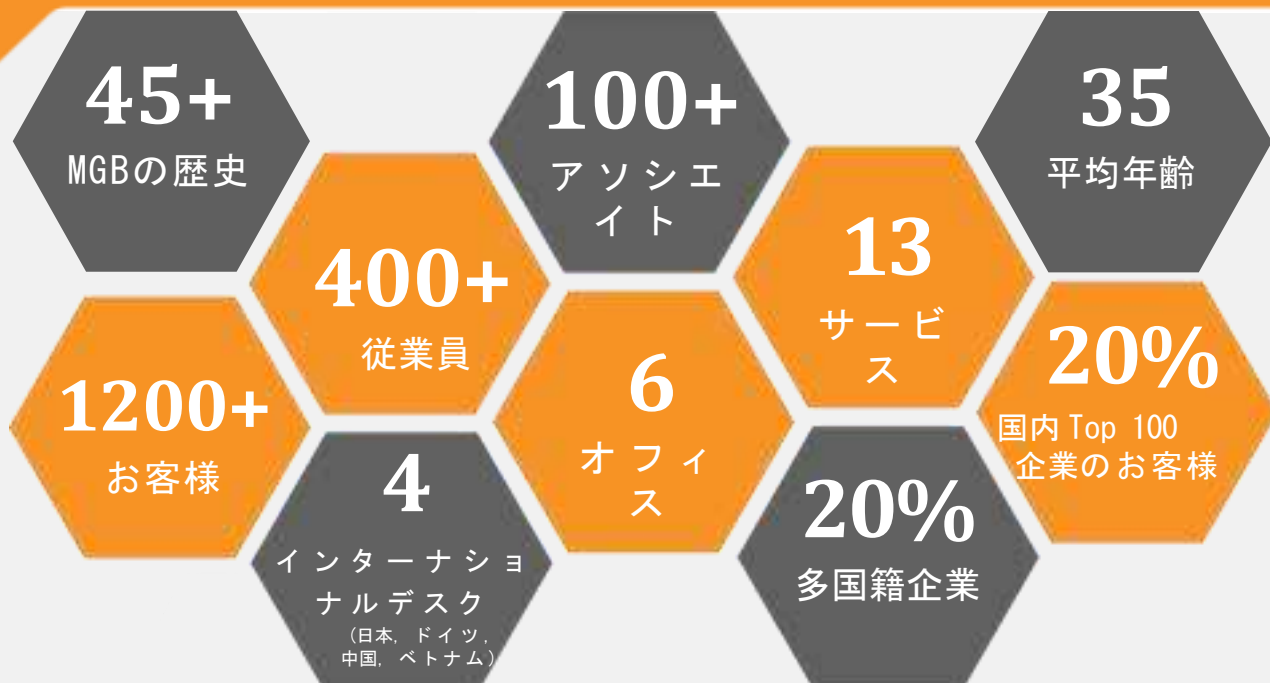 45+
MGBの歴史
100+
アソシエ
イト
35
平均年齢
400+
従業員
13
サービ
ス
1200+
お客様
6
オフィ
ス
20%
国内 Top 100
企業のお客様
4
インターナショ
ナルデスク
(日本, ドイツ,
中国, ベトナム)
20%
多国籍企業